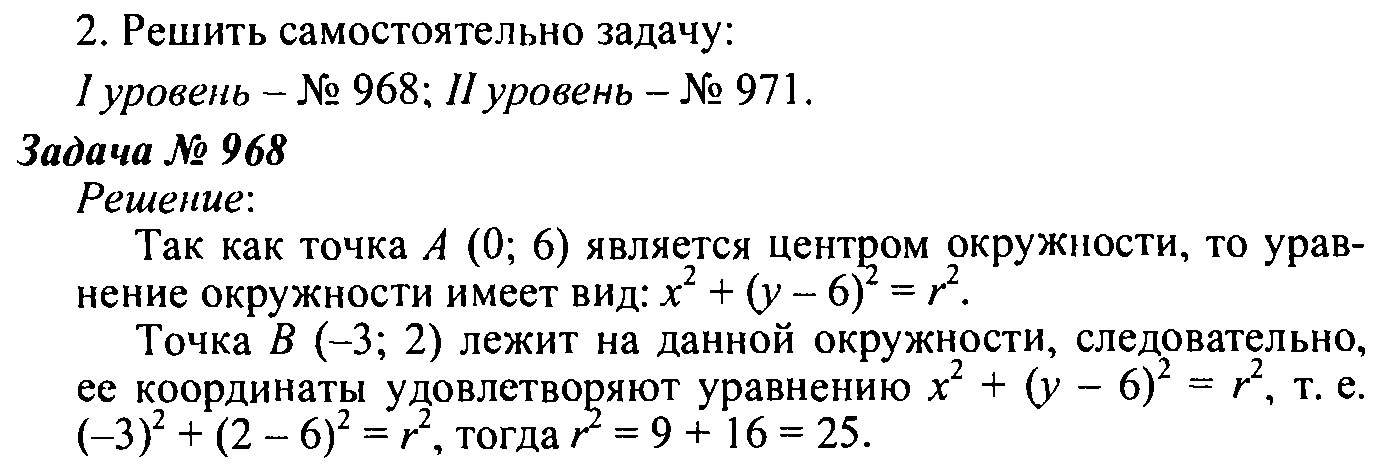 2. Решить самостоятельно задачу:
I уровень – № 968; II уровень – № 971.
Задача № 968
Решение:
Так как точка A (0; 6) является центром окружности, то урав-
нение окружности имеет вид: x² + (y – 6)² = r².
Точка B (–3; 2) лежит на данной окружности, следовательно,
ее координаты удовлетворяют уравнению x² + (y – 6)² = r², т. е.
(–3)² + (2 – 6)² = r², тогда r² = 9 + 16 = 25.